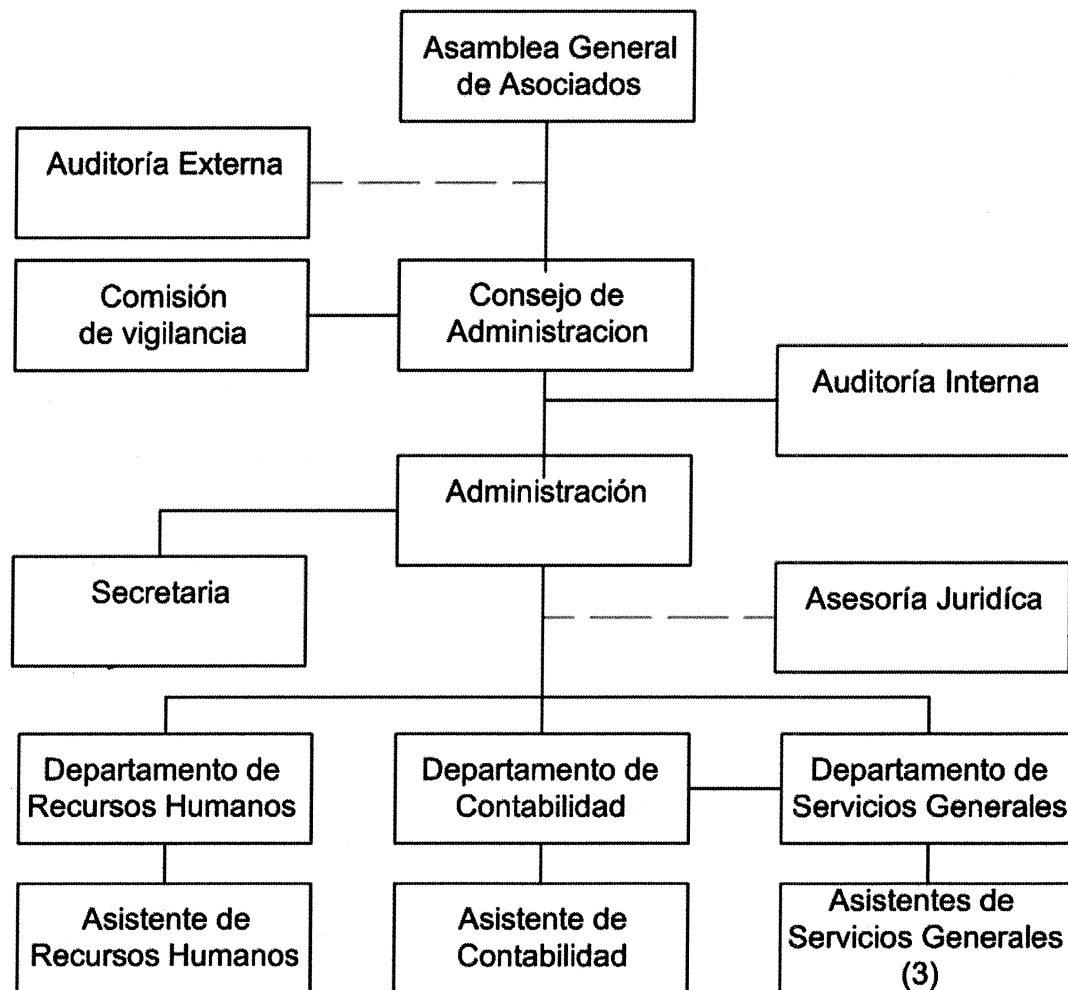 Asamblea General
de Asociados
Auditoría Externa
Comisión
de vigilancia
Consejo de
Administracion
Auditoría Interna
Administración
Secretaria
Asesoría Juridíca
Departamento de
Recursos Humanos
Departamento de
Contabilidad
Departamento de
Servicios Generales
Asistente de
Recursos Humanos
Asistente de
Contabilidad
Asistentes de
Servicios Generales
(3)